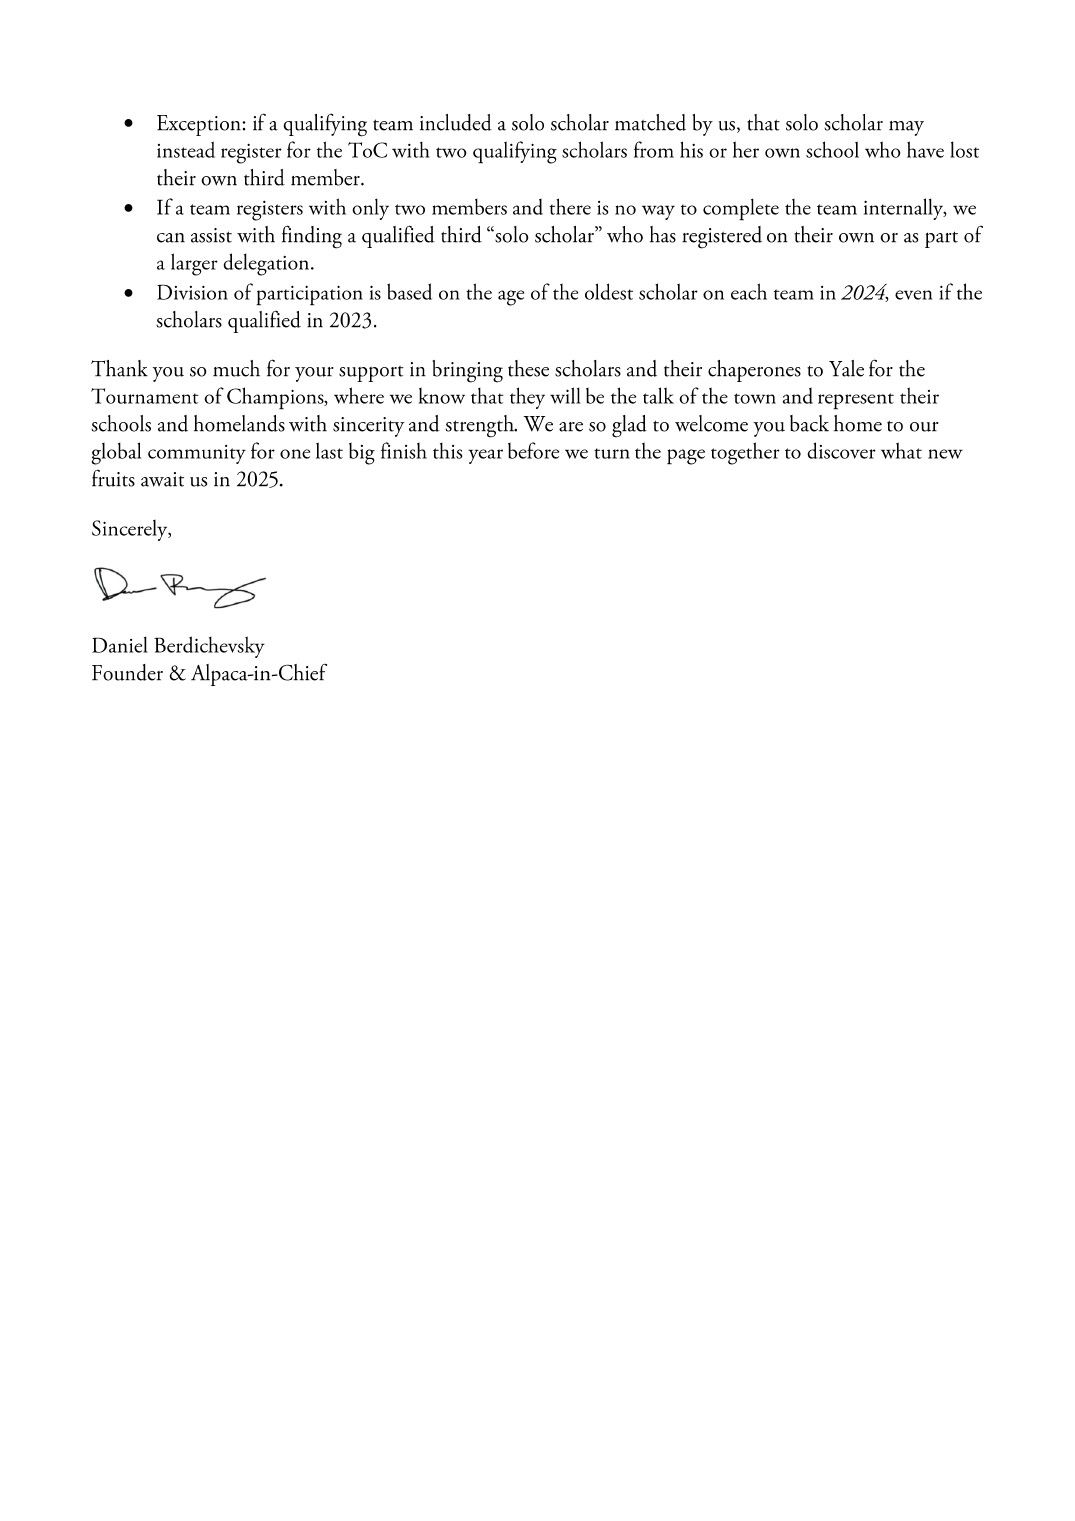 • Exception: if a qualifying team included a solo scholar matched by us, that solo scholar may
instead register for the ToC with two qualifying scholars from his or her own school who have lost
their own third member.
• If a team registers with only two members and there is no way to complete the team internally, we
can assist with finding a qualified third “solo scholar” who has registered on their own or as part of
a larger delegation.
• Division of participation is based on the age of the oldest scholar on each team in 2024, even if the
scholars qualified in 2023.
Thank you so much for your support in bringing these scholars and their chaperones to Yale for the
Tournament of Champions, where we know that they will be the talk of the town and represent their
schools and homelands with sincerity and strength. We are so glad to welcome you back home to our
global community for one last big finish this year before we turn the page together to discover what new
fruits await us in 2025.
Sincerely,
Daniel Berdichevsky
Founder & Alpaca-in-Chief